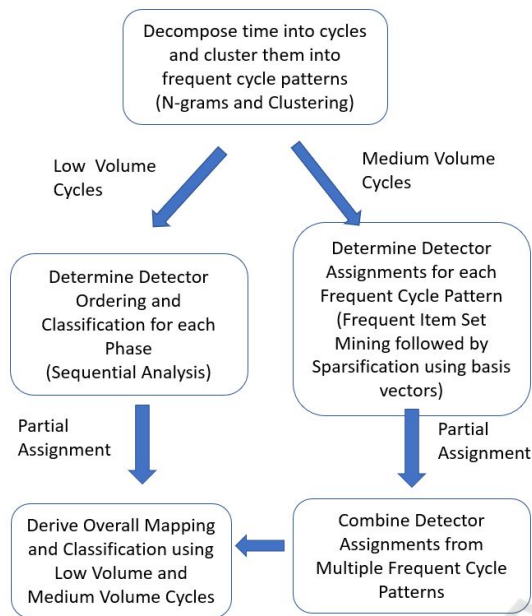 Decompose time into cycles
and cluster them into
frequent cycle patterns
(N-grams and Clustering)
Low Volume
Cycles
Medium Volume
Cycles
Determine Detector
Ordering and
Classification for each
Phase
(Sequential Analysis)
Determine Detector
Assignments for each
Frequent Cycle Pattern
(Frequent Item Set
Mining followed by
Sparsification using basis
vectors)
Partial
Assignment
Partial
Assignment
Derive Overall Mapping
and Classification using
Low Volume and
Medium Volume Cycles
Combine Detector
Assignments from
Multiple Frequent Cycle
Patterns